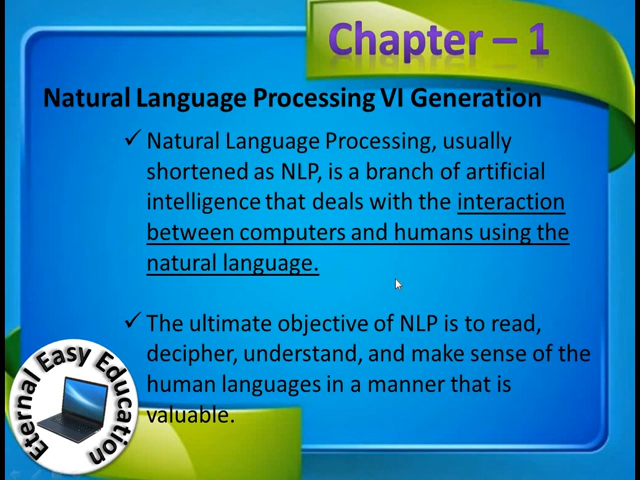 Chapter – 1
Natural Language Processing VI Generation
✓ Natural Language Processing, usually
shortened as NLP, is a branch of artificial
intelligence that deals with the interaction
between computers and humans using the
natural language.
✓ The ultimate objective of NLP is to read,
decipher, understand, and make sense of the
human languages in a manner that is
valuable.
Eternal Easy Education
on